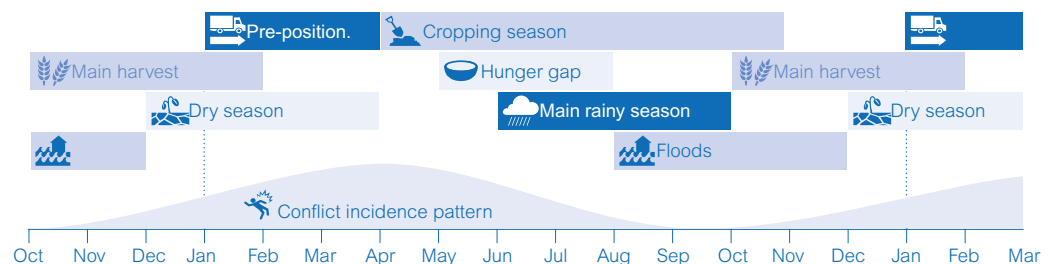 Pre-position.
Cropping season
Main harvest
Hunger gap
Main harvest
Dry season
Main rainy season
Dry season
Floods
Conflict incidence pattern
Oct Nov Dec Jan Feb Apr May Jun Jul Aug Sep Oct Nov Dec Jan Feb Mar